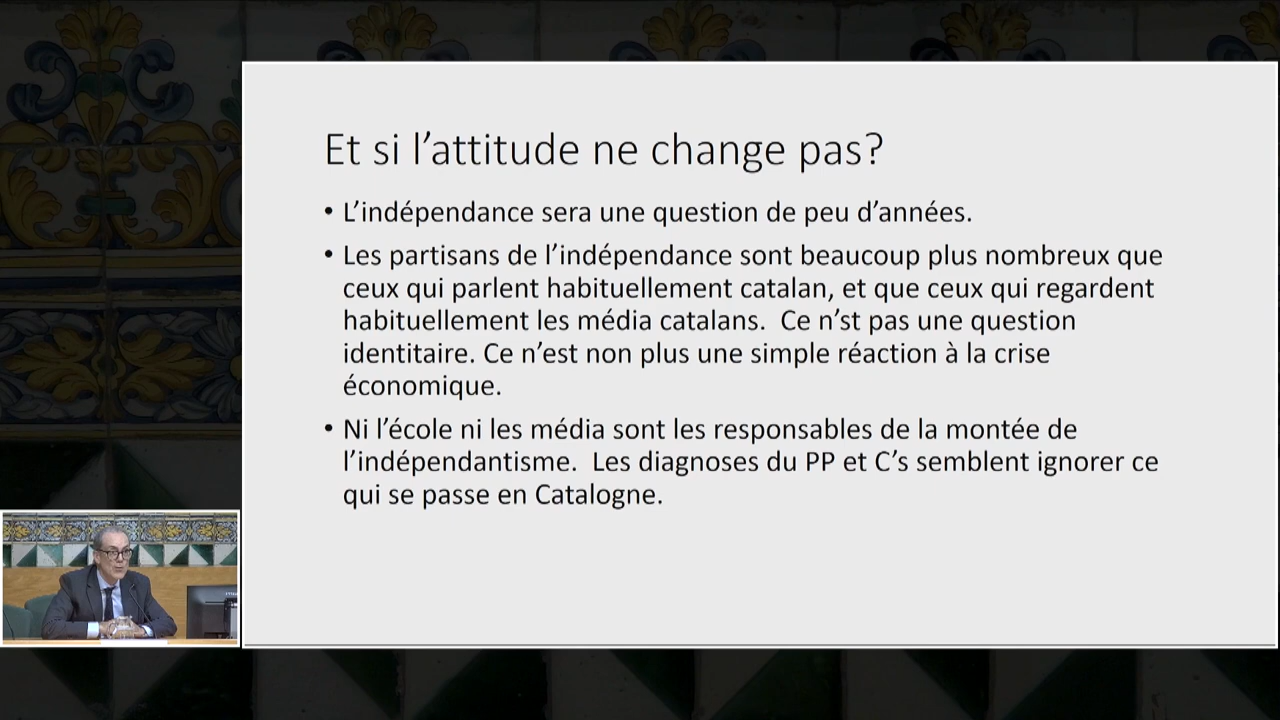 Et si l’attitude ne change pas?
• L’indépendance sera une question de peu d’années.
• Les partisans de l’indépendance sont beaucoup plus nombreux que
ceux qui parlent habituellement catalan, et que ceux qui regardent
habituellement les média catalans.  Ce n’st pas une question
identitaire. Ce n’est non plus une simple réaction à la crise
économique.
• Ni l’école ni les média sont les responsables de la montée de
l’indépendantisme.  Les diagnoses du PP et C’s semblent ignorer ce
qui se passe en Catalogne.